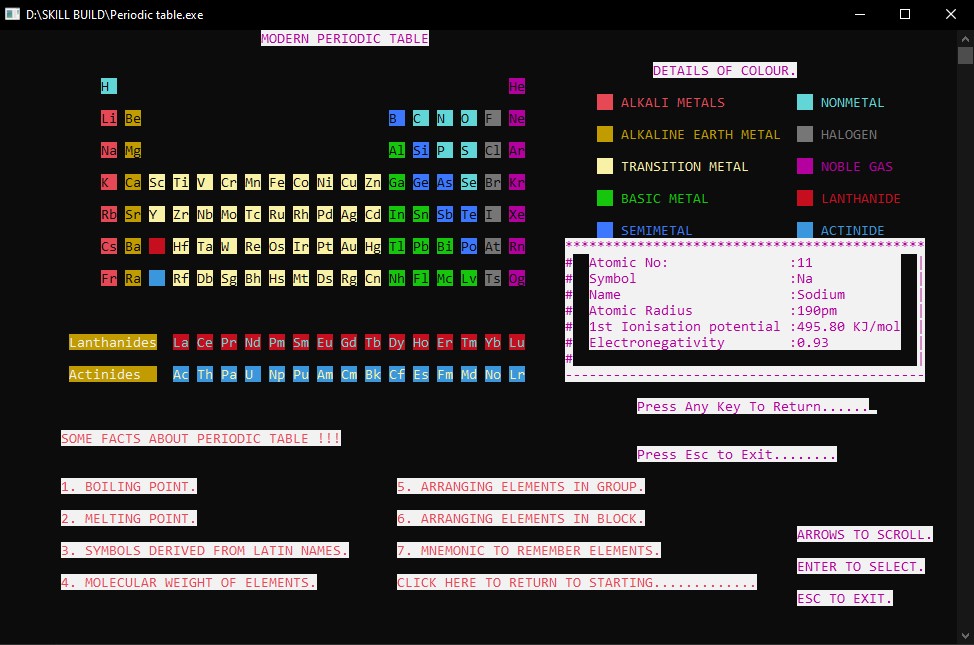 D:\SKILL BUILD\Periodic table.exe
MODERN PERIODIC TABLE
DETAILS OF COLOUR.
H He
Li Be B C N O F Ne
Na Mg Al Si P S Cl Ar
K Ca Sc Ti V Cr Mn Fe Co Ni Cu Zn Ga Ge As Se Br Kr
Rb Sr Y Zr Nb Mo Tc Ru Rh Pd Ag Cd In Sn Sb Te I Xe
Cs Ba Hf Ta W Re Os Ir Pt Au Hg Tl Pb Bi Po At Rn
Fr Ra Rf Db Sg Bh Hs Mt Ds Rg Cn Nh Fl Mc Lv Ts Og
Lanthanides La Ce Pr Nd Pm Sm Eu Gd Tb Dy Ho Er Tm Yb Lu
Actinides Ac Th Pa U Np Pu Am Cm Bk Cf Es Fm Md No Lr
ALKALI METALS NONMETAL
ALKALINE EARTH METAL HALOGEN
TRANSITION METAL NOBLE GAS
BASIC METAL LANTHANIDE
SEMIMETAL ACTINIDE
*********************************************
# Atomic No: :11 |
# Symbol :Na |
# Name :Sodium |
# Atomic Radius :190pm |
# 1st Ionisation potential :495.80 KJ/mol |
# Electronegativity :0.93 |
# |
---------------------------------------------
Press Any Key To Return......_
Press Esc to Exit........
SOME FACTS ABOUT PERIODIC TABLE !!!
1. BOILING POINT.
2. MELTING POINT.
3. SYMBOLS DERIVED FROM LATIN NAMES.
4. MOLECULAR WEIGHT OF ELEMENTS.
5. ARRANGING ELEMENTS IN GROUP.
6. ARRANGING ELEMENTS IN BLOCK.
7. MNEMONIC TO REMEMBER ELEMENTS.
CLICK HERE TO RETURN TO STARTING.............
ARROWS TO SCROLL.
ENTER TO SELECT.
ESC TO EXIT.